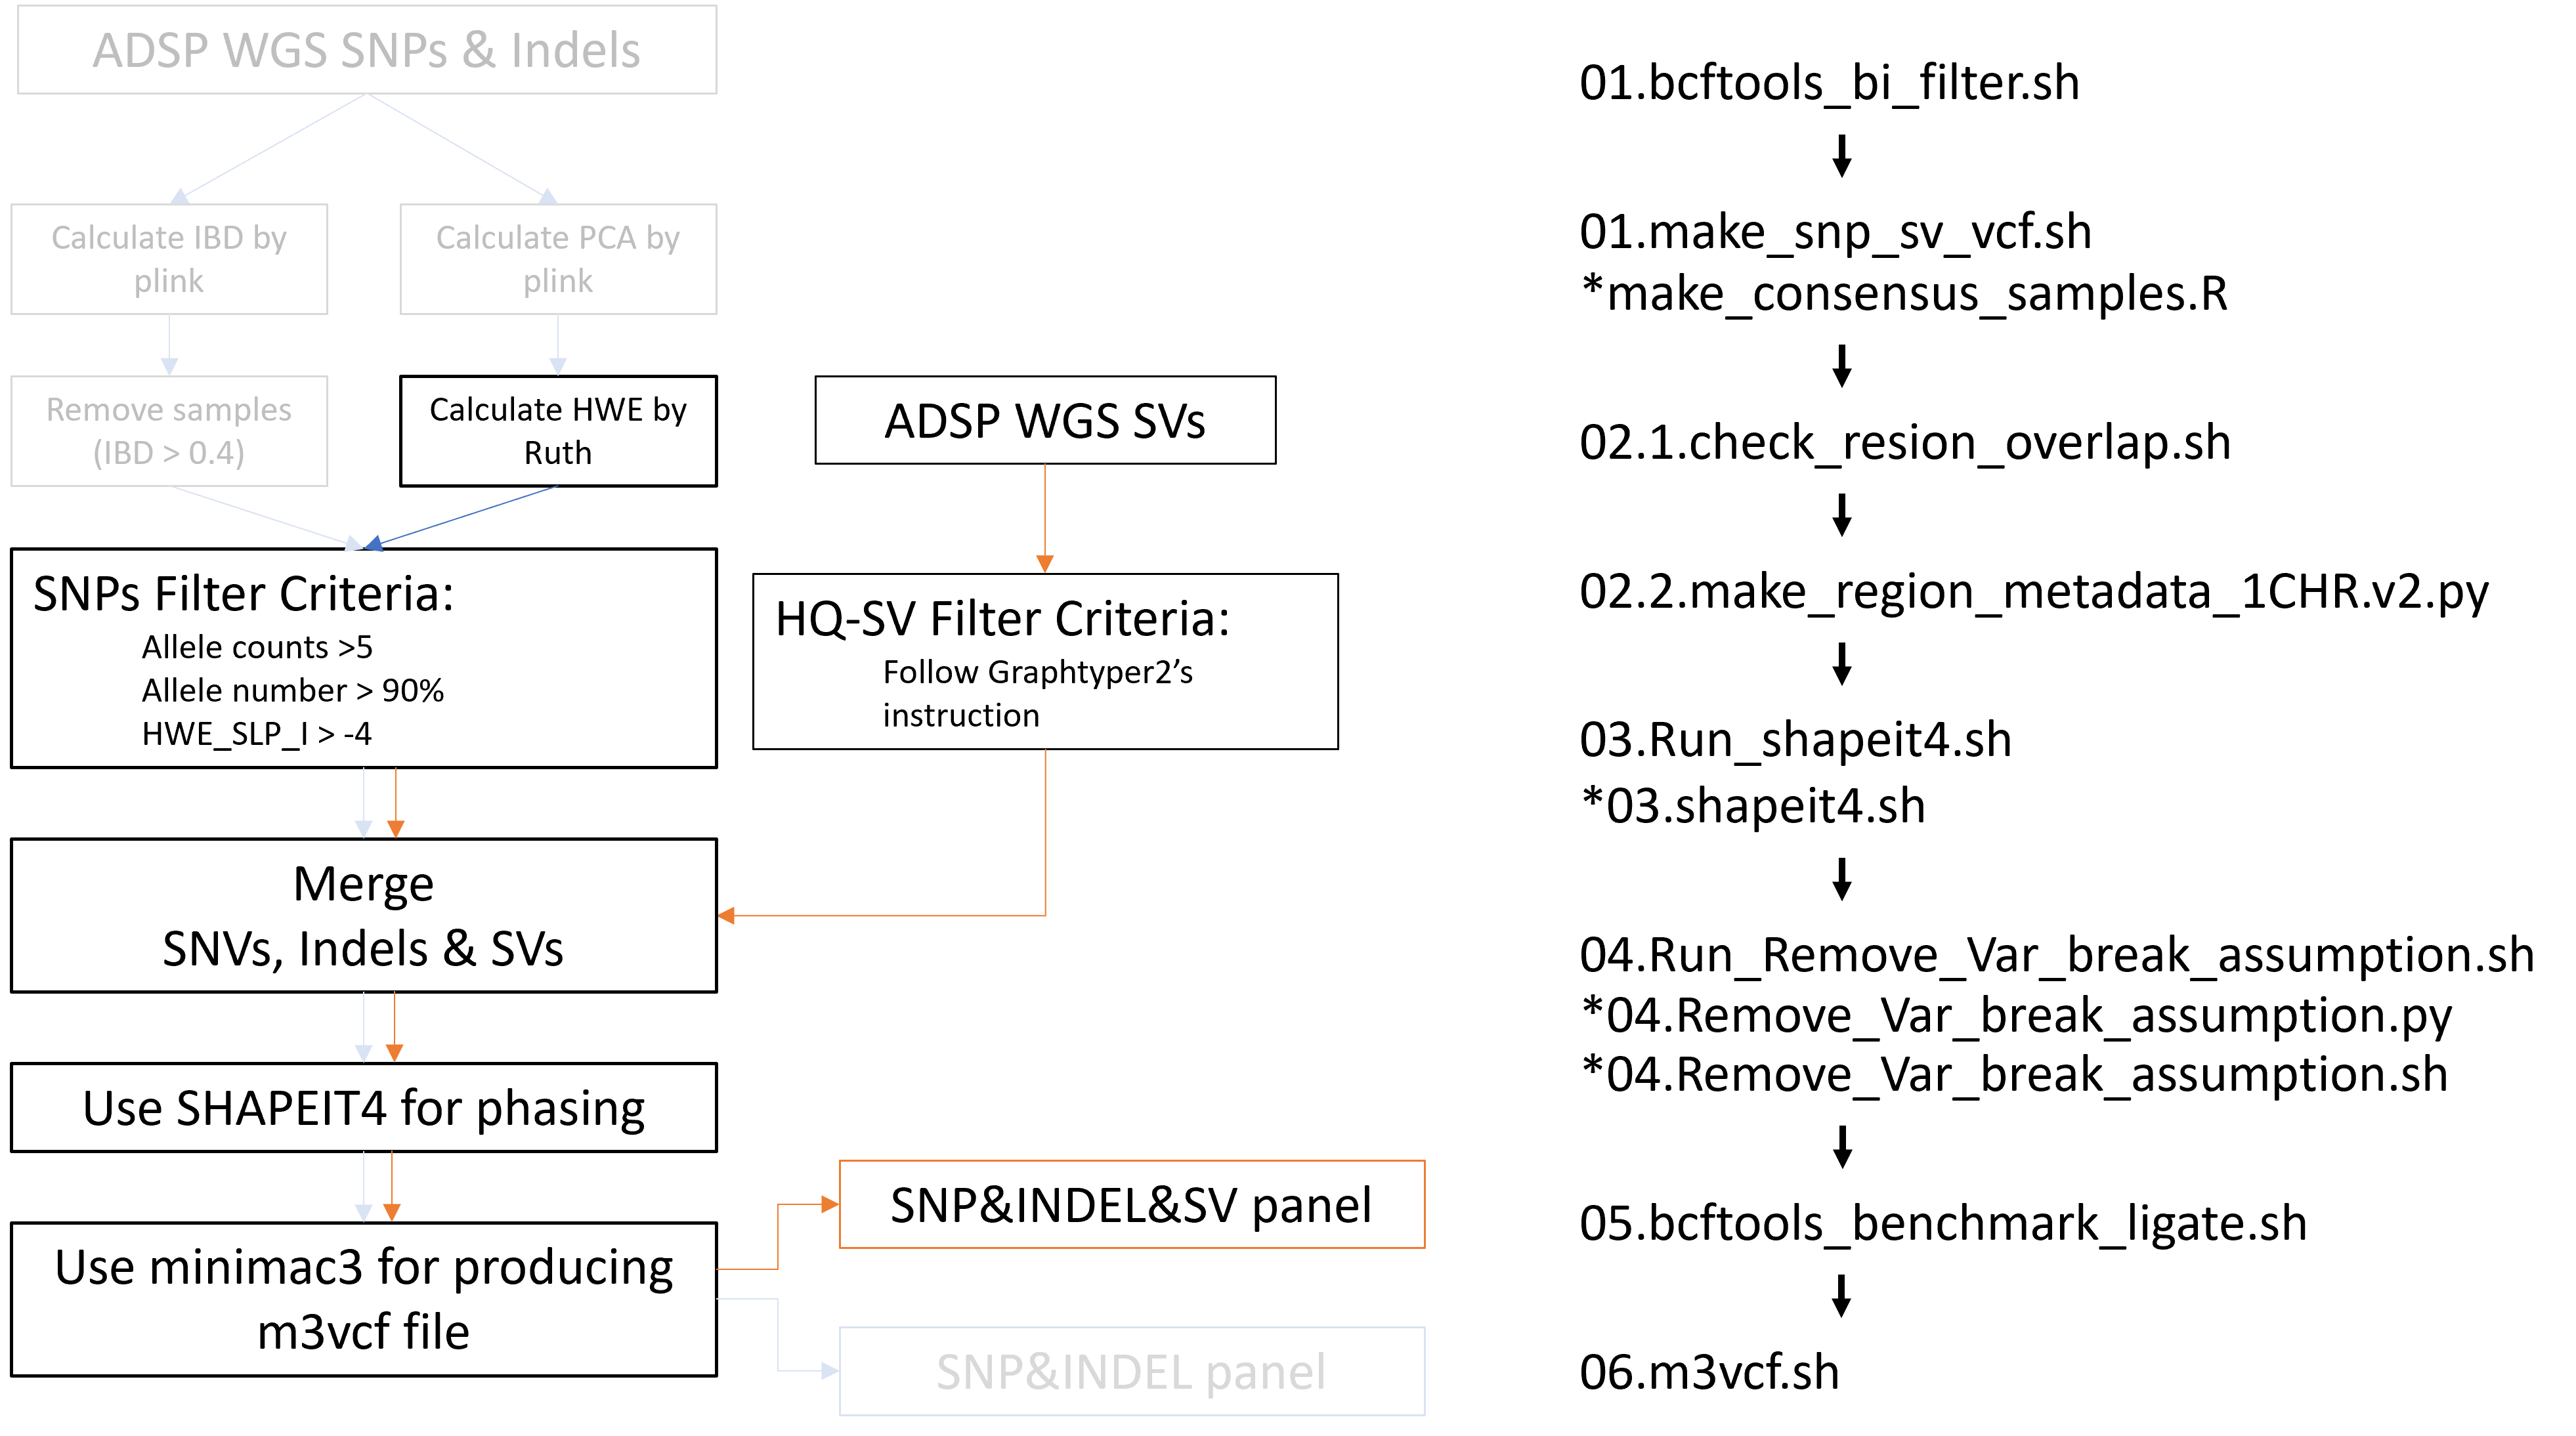 ADSP WGS SNPs & Indels
Calculate IBD by
plink
Calculate PCA by
plink
Remove samples
(IBD > 0.4)
Calculate HWE by
Ruth
ADSP WGS SVs
SNPs Filter Criteria:
Allele counts >5
Allele number > 90%
HWE_SLP_I > -4
HQ-SV Filter Criteria:
Follow Graphtyper2’s
instruction
Merge
SNVs, Indels & SVs
Use SHAPEIT4 for phasing
Use minimac3 for producing
m3vcf file
SNP&INDEL&SV panel
SNP&INDEL panel
01.bcftools_bi_filter.sh
01.make_snp_sv_vcf.sh
*make_consensus_samples.R
02.1.check_resion_overlap.sh
02.2.make_region_metadata_1CHR.v2.py
03.Run_shapeit4.sh
*03.shapeit4.sh
04.Run_Remove_Var_break_assumption.sh
*04.Remove_Var_break_assumption.py
*04.Remove_Var_break_assumption.sh
05.bcftools_benchmark_ligate.sh
06.m3vcf.sh